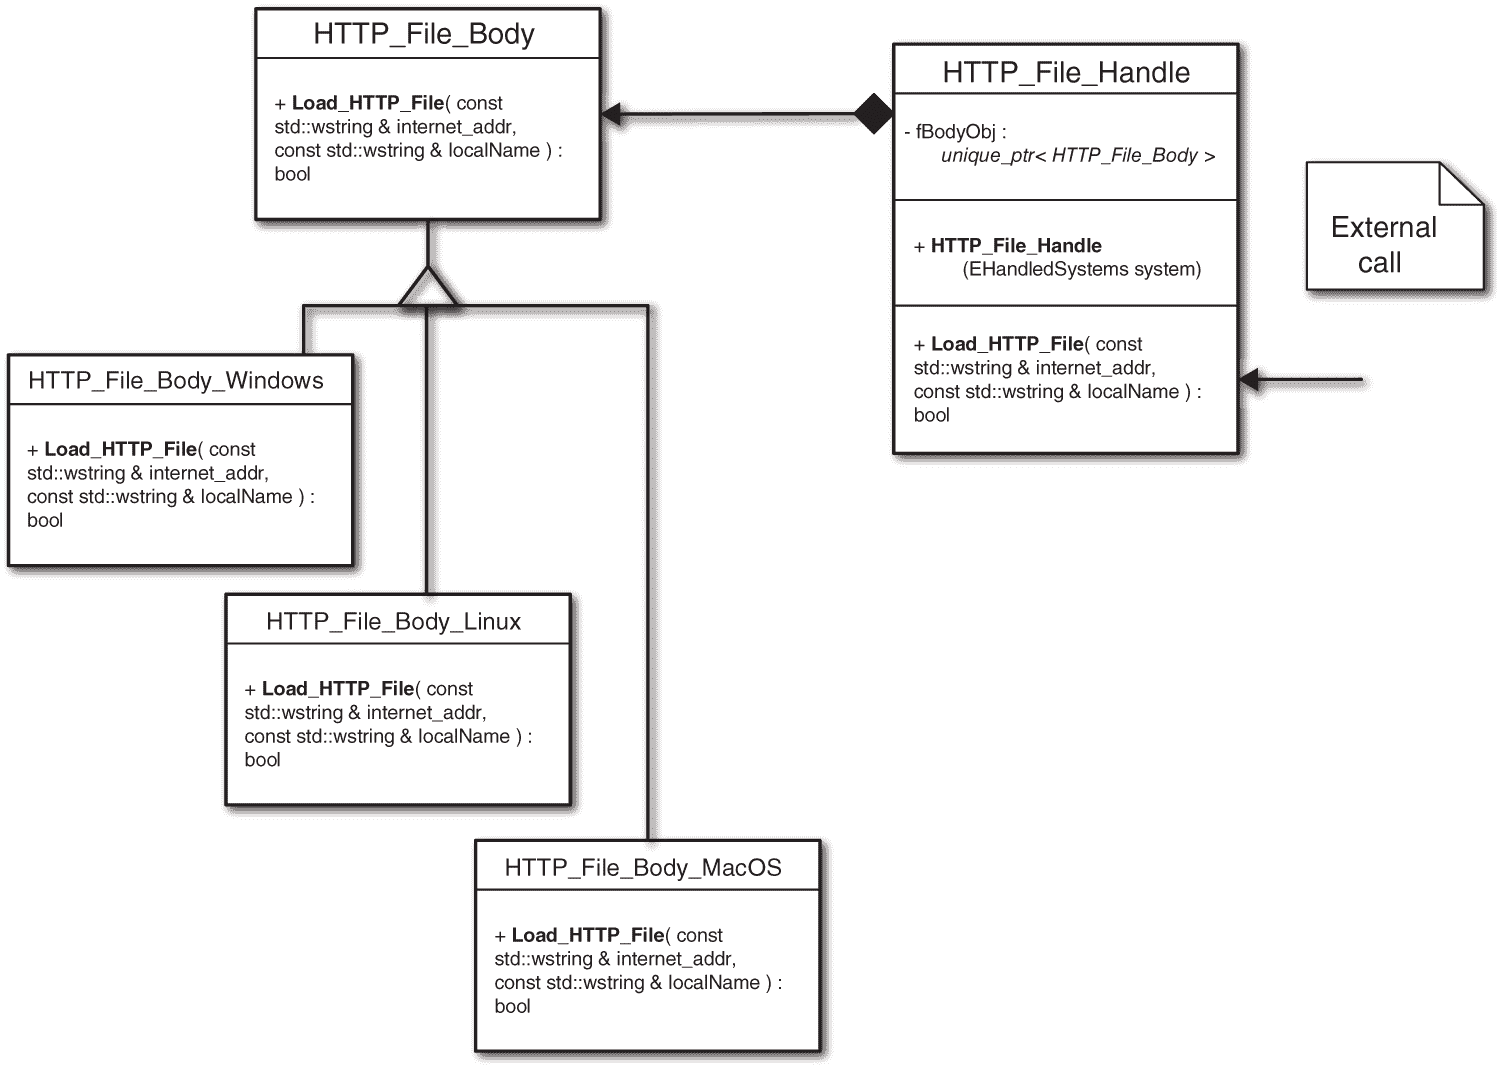 HTTP_File_Body
+ Load_HTTP_File( const
std::wstring & internet_addr,
const std::wstring & localName ) :
bool
HTTP_File_Handle
- fBodyObj :
unique_ptr< HTTP_File_Body >
+ HTTP_File_Handle
(EHandledSystems system)
+ Load_HTTP_File( const
std::wstring & internet_addr,
const std::wstring & localName ) :
bool
External
call
HTTP_File_Body_Windows
+ Load_HTTP_File( const
std::wstring & internet_addr,
const std::wstring & localName ) :
bool
HTTP_File_Body_Linux
+ Load_HTTP_File( const
std::wstring & internet_addr,
const std::wstring & localName ) :
bool
HTTP_File_Body_MacOS
+ Load_HTTP_File( const
std::wstring & internet_addr,
const std::wstring & localName ) :
bool